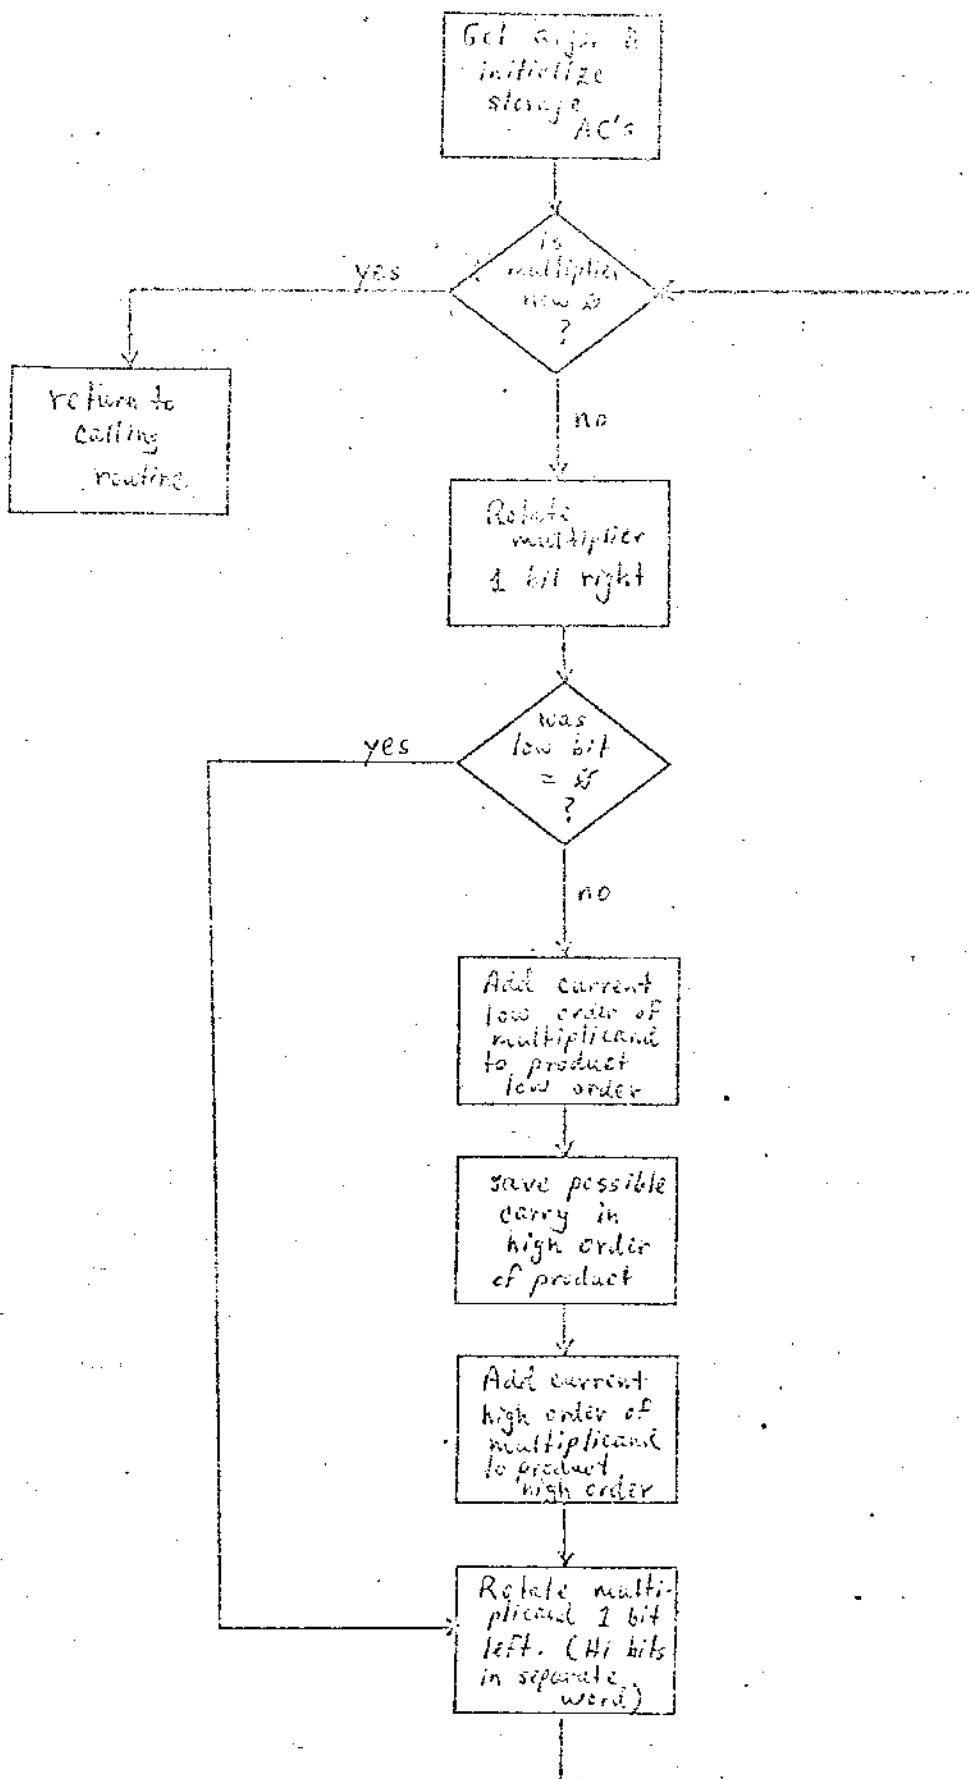 Get args &
initialize
storage
AC's
is
multiplier
now 0
?
yes
return to
calling
routine
no
Rotate
multiplier
1 bit right
was
low bit
= 0
?
yes
no
Add current
low order of
multiplicand
to product
low order
save possible
carry in
high order
of product
Add current
high order of
multiplicand
to product
high order
Rotate multi-
plicand 1 bit
left. (Hi bits
in separate
word)